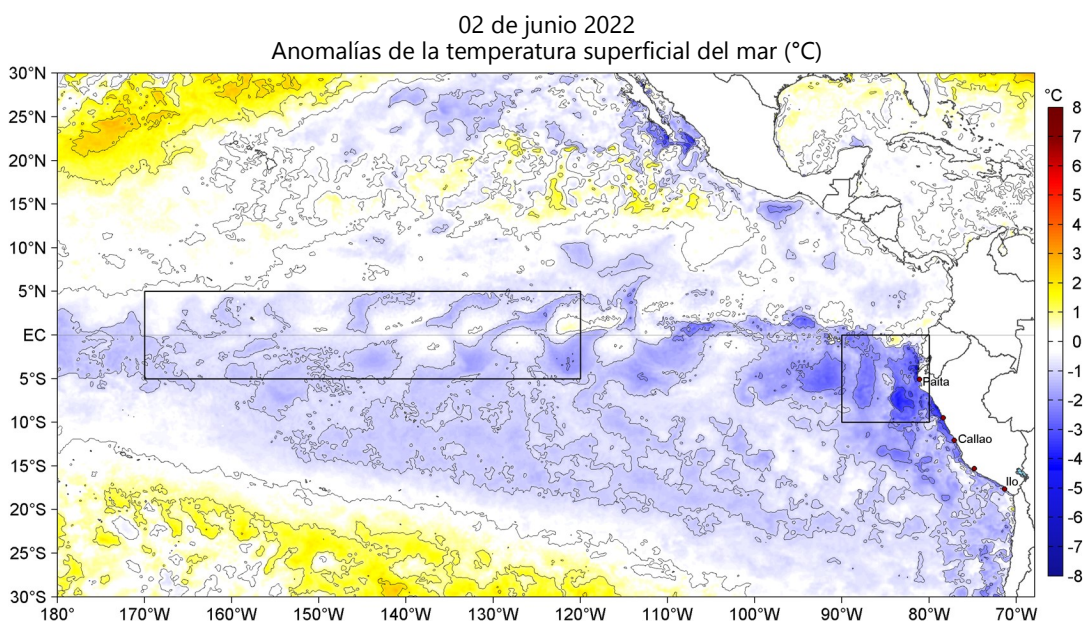 02 de junio 2022
Anomalías de la temperatura superficial del mar (°C)
30°N
25°N
20°N
15°N
10°N
5°N
EC
5°S
10°S
15°S
20°S
25°S
30°S
180 170°W 160°W 150°W 140°W 130°W 120°W 110°W 100°W 90°W 80°W 70°W
Paita
Callao
Ilo
°C
8
7
6
5
4
3
2
1
0
-1
-2
-3
-4
-5
-6
-7
-8